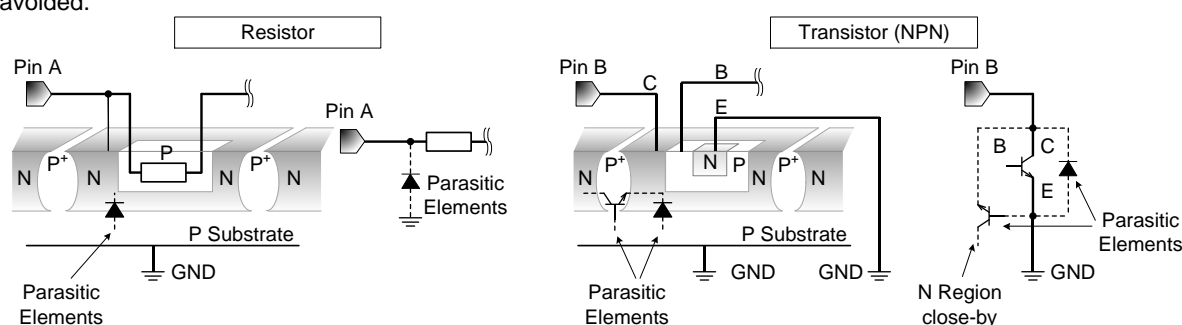 avoided.
Resistor
Transistor (NPN)
Pin A
Pin A
N P+ N P N P+ N
Parasitic
Elements
P Substrate
GND
Parasitic
Elements
Pin B
C
B
E
N P+ N N P N P+ N
P Substrate
GND
GND
Parasitic
Elements
Pin B
B
C
E
Parasitic
Elements
GND
N Region
close-by